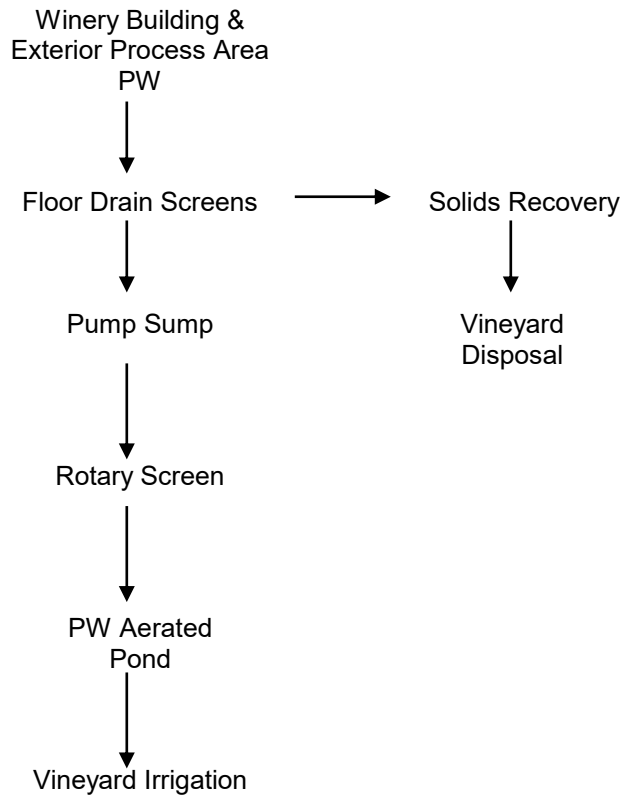 Winery Building &
Exterior Process Area
PW
Floor Drain Screens
Solids Recovery
Pump Sump
Vineyard
Disposal
Rotary Screen
PW Aerated
Pond
Vineyard Irrigation